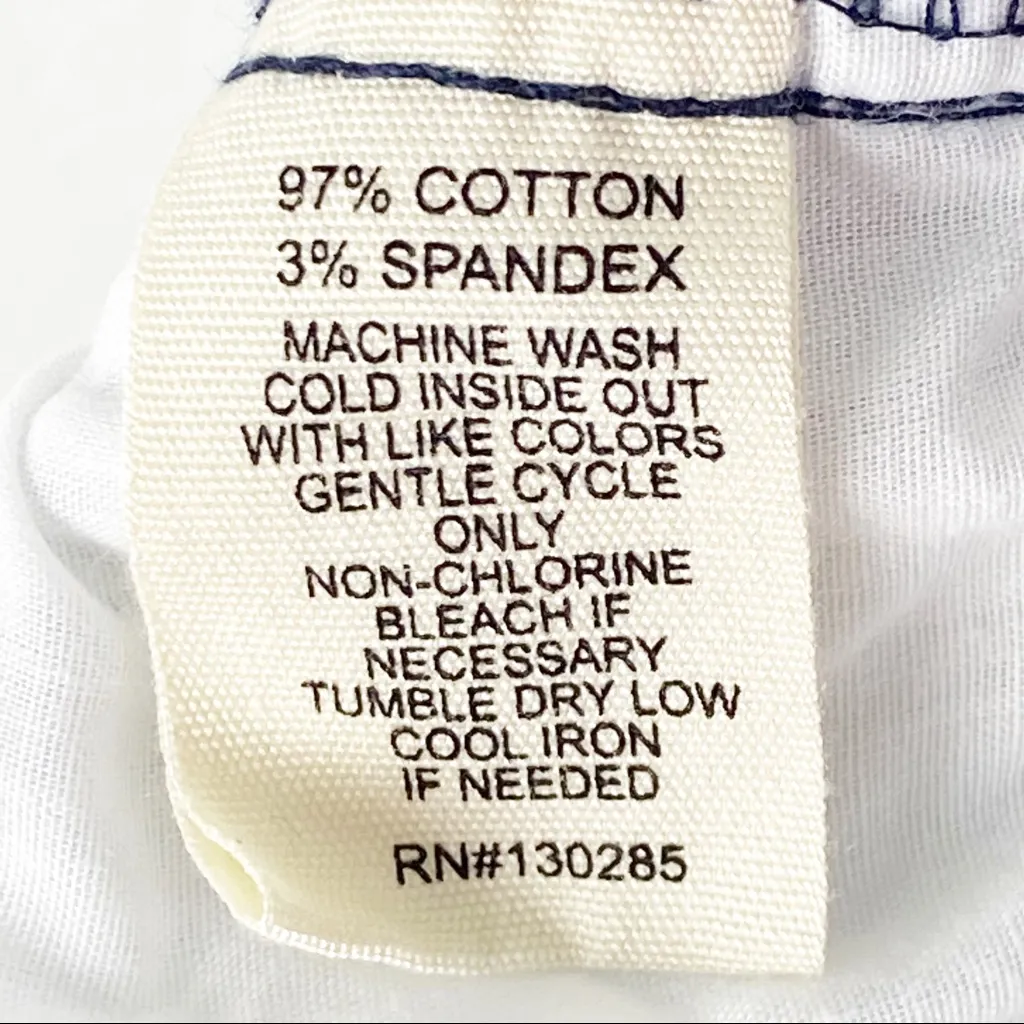 97% COTTON
3% SPANDEX
MACHINE WASH
COLD INSIDE OUT
WITH LIKE COLORS
GENTLE CYCLE
ONLY
NON-CHLORINE
BLEACH IF
NECESSARY
TUMBLE DRY LOW
COOL IRON
IF NEEDED
RN#130285